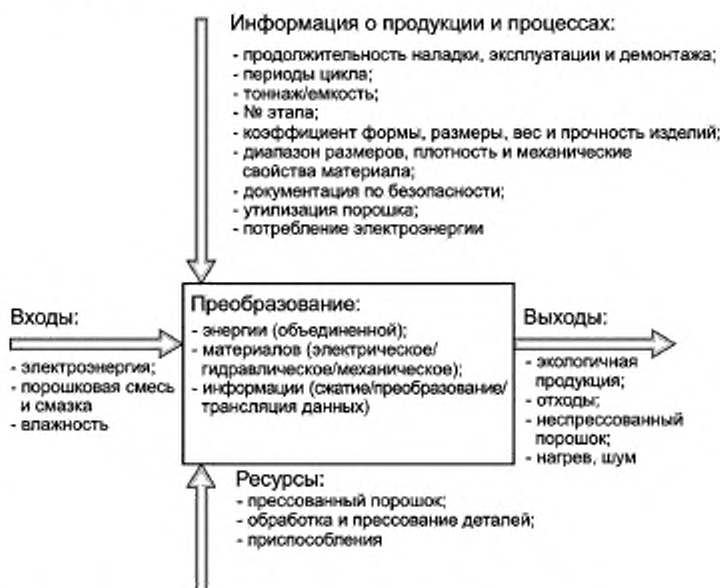 Информация о продукции и процессах:
- продолжительность наладки, эксплуатации и демонтажа;
- периоды цикла;
- тоннаж/емкость;
- № этапа;
- коэффициент формы, размеры, вес и прочность изделий;
- диапазон размеров, плотность и механические
свойства материала;
- документация по безопасности;
- утилизация порошка;
- потребление электроэнергии
Входы:
- электроэнергия;
- порошковая смесь
и смазка
- влажность
Преобразование:
- энергии (объединенной);
- материалов (электрическое/
гидравлическое/механическое);
- информации (сжатие/преобразование/
трансляция данных)
Выходы:
- экологичная
продукция;
- отходы;
- неспрессованный
порошок;
- нагрев, шум
Ресурсы:
- прессованный порошок;
- обработка и прессование деталей;
- приспособления